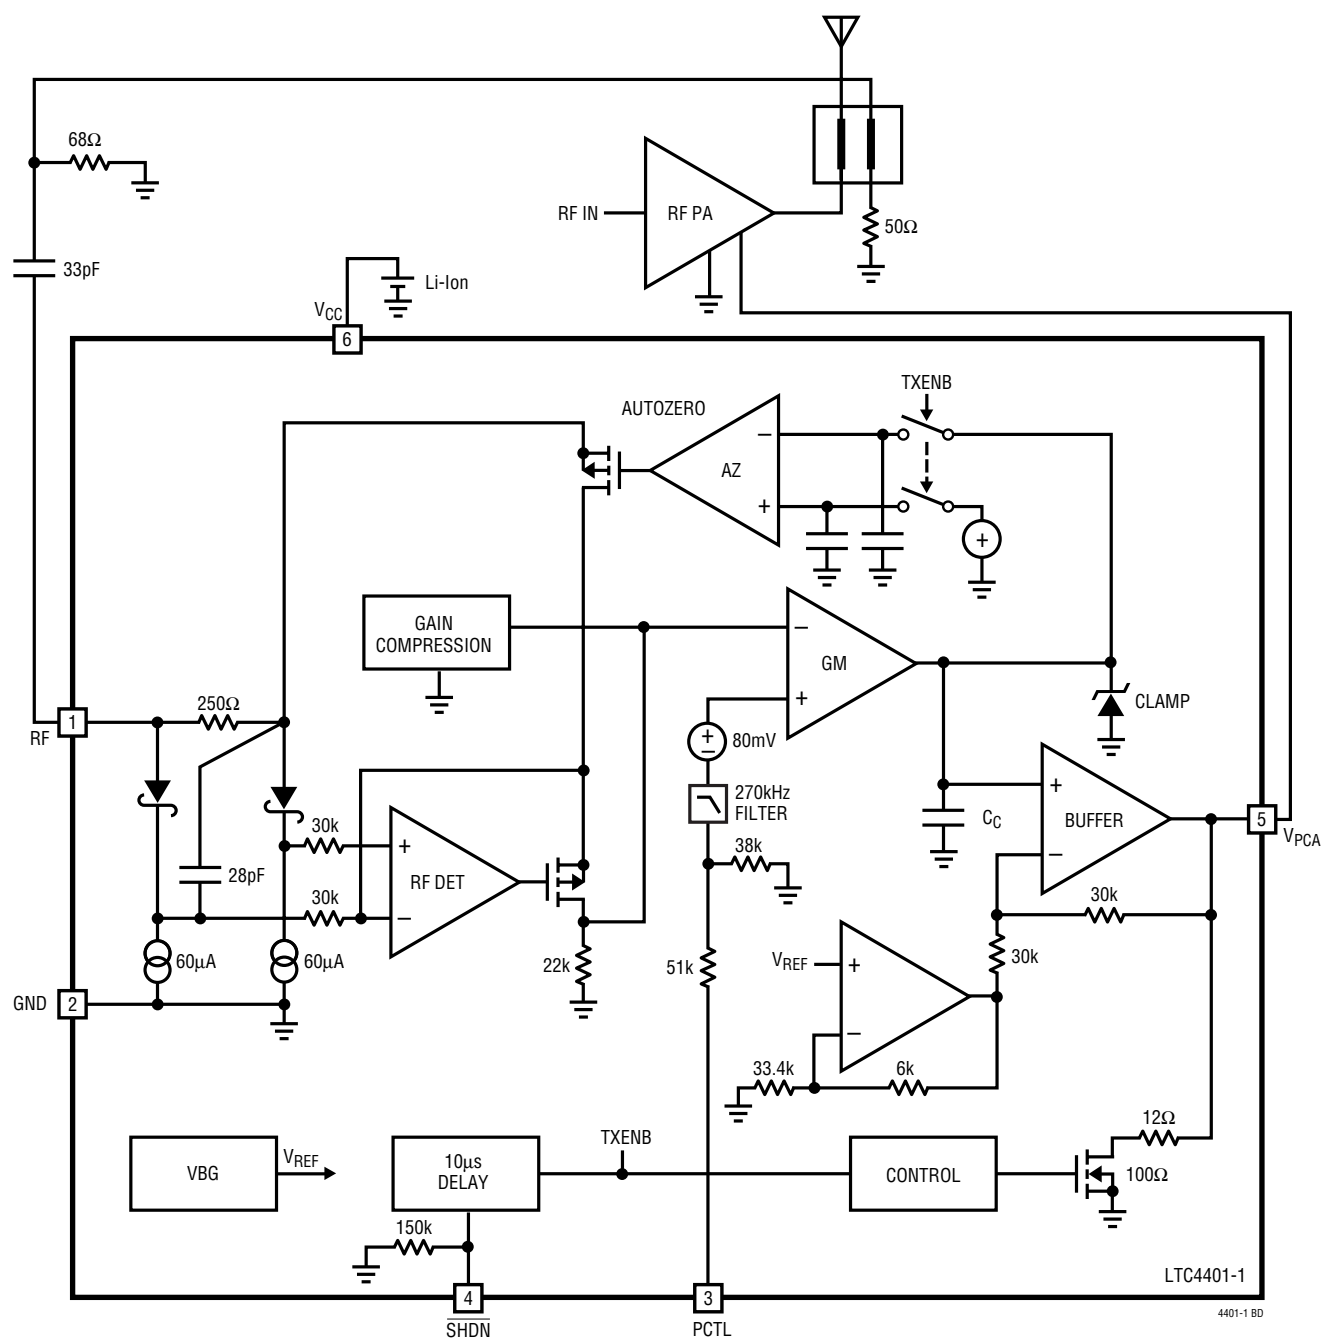 68Ω
RF IN
RF PA
50Ω
33pF
Li-Ion
VCC
6
TXENB
AUTOZERO
−
AZ
+
+
GAIN
COMPRESSION
−
GM
+
250Ω
1
RF
CLAMP
+
−
80mV
270kHz
FILTER
+
BUFFER
−
5
VPCA
CC
30k
+
38k
28pF
RF DET
30k
−
30k
60µA
60µA
22k
51k
VREF
+
30k
GND
2
−
33.4k
6k
12Ω
VBG
VREF
10µs
DELAY
TXENB
CONTROL
100Ω
150k
LTC4401-1
4
SHDN
3
PCTL
4401-1 BD